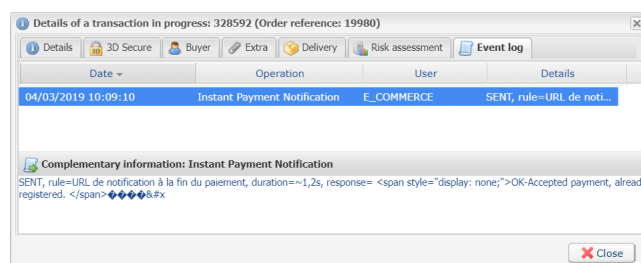 Details of a transaction in progress: 328592 (Order reference: 19980)
Details 3D Secure Buyer Extra Delivery Risk assessment Event log
Date Operation User Details
04/03/2019 10:09:10 Instant Payment Notification E_COMMERCE SENT, rule=URL de noti...
Complementary information: Instant Payment Notification
SENT, rule=URL de notification à la fin du paiement, duration=~1,2s, response= <span style="display: none;">OK-Accepted payment, alread
registered. </span>����&#x
Close